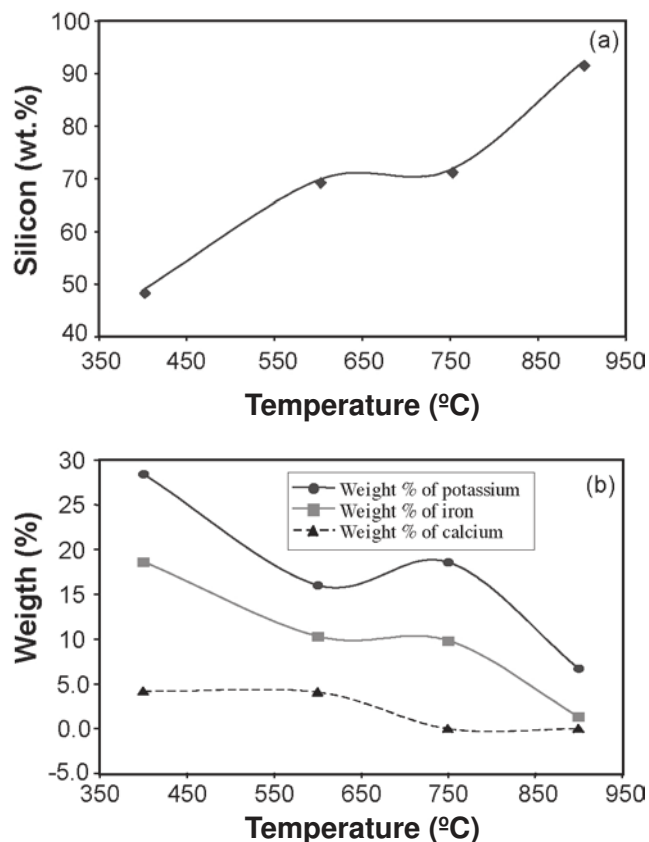 (a)
Silicon (wt.%)
100
90
80
70
60
50
40
350 450 550 650 750 850 950
Temperature (ºC)
(b)
Weigth (%)
30
25
20
15
10
5.0
0.0
-5.0
Weight % of potassium
Weight % of iron
Weight % of calcium
350 450 550 650 750 850 950
Temperature (ºC)